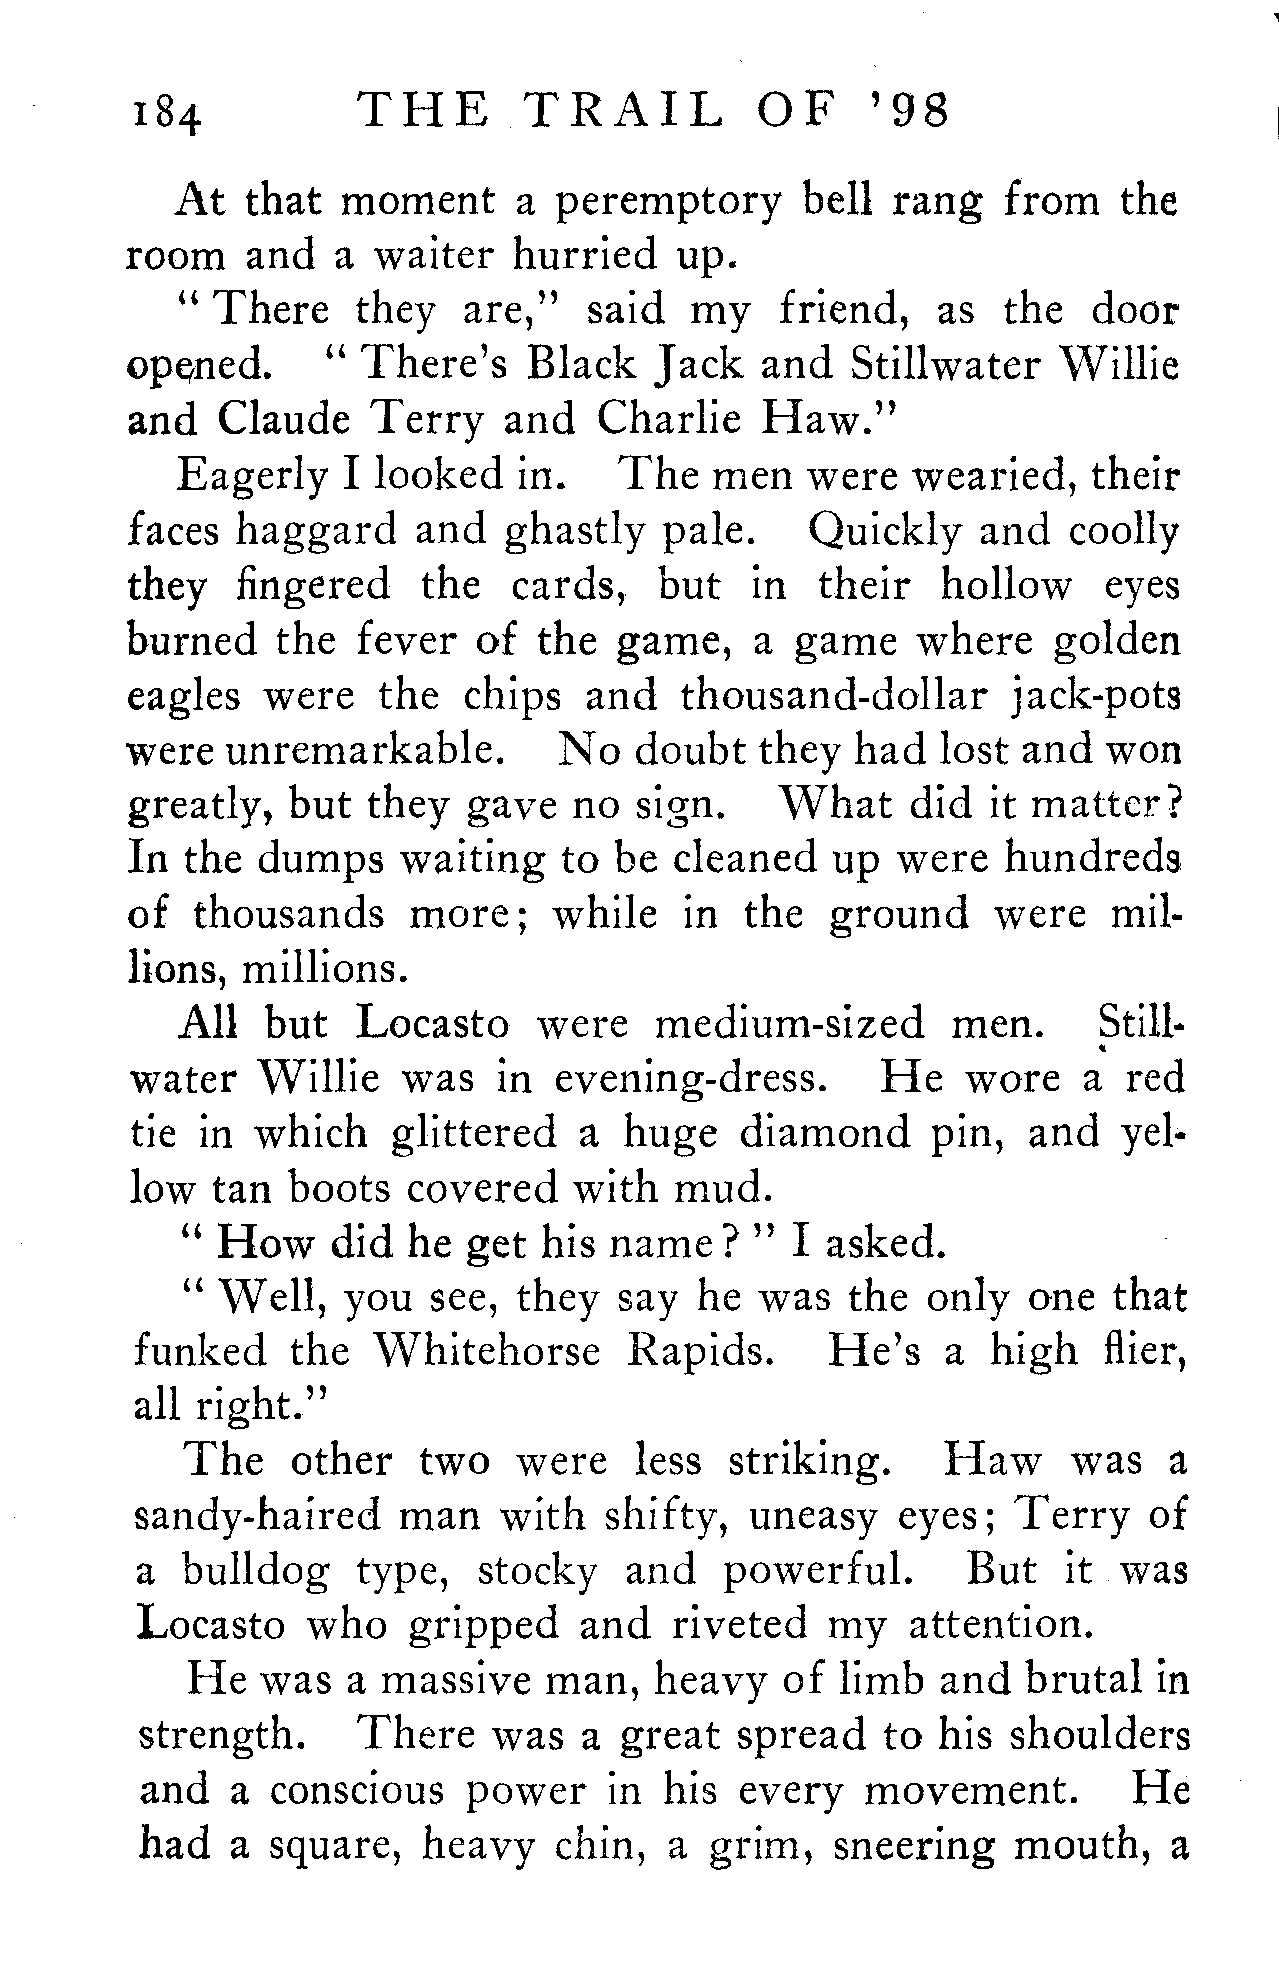 184 THE TRAIL OF '98
At that moment a peremptory bell rang from the
room and a waiter hurried up.
" There they are," said my friend, as the door
opened. " There's Black Jack and Stillwater Willie
and Claude Terry and Charlie Haw."
Eagerly I looked in. The men were wearied, their
faces haggard and ghastly pale. Quickly and coolly
they fingered the cards, but in their hollow eyes
burned the fever of the game, a game where golden
eagles were the chips and thousand-dollar jack-pots
were unremarkable. No doubt they had lost and won
greatly, but they gave no sign. What did it matter?
In the dumps waiting to be cleaned up were hundreds
of thousands more; while in the ground were mil-
lions, millions.
All but Locasto were medium-sized men. Still-
water Willie was in evening-dress. He wore a red
tie in which glittered a huge diamond pin, and yel-
low tan boots covered with mud.
" How did he get his name? " I asked.
" Well, you see, they say he was the only one that
funked the Whitehorse Rapids. He's a high flier,
all right."
The other two were less striking. Haw was a
sandy-haired man with shifty, uneasy eyes; Terry of
a bulldog type, stocky and powerful. But it was
Locasto who gripped and riveted my attention.
He was a massive man, heavy of limb and brutal in
strength. There was a great spread to his shoulders
and a conscious power in his every movement. He
had a square, heavy chin, a grim, sneering mouth, a